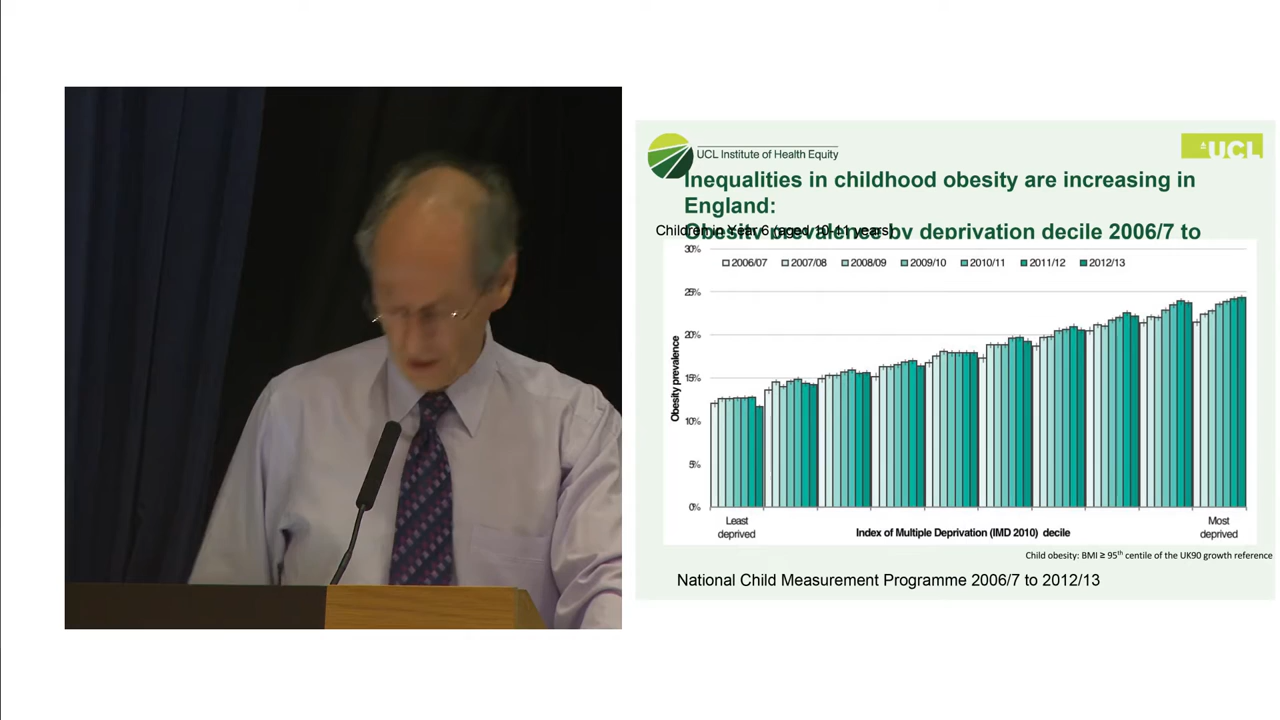 UCL Institute of Health Equity
UCL
Inequalities in childhood obesity are increasing in
England:
Obesity prevalence by deprivation decile 2006/7 to
Children in Year 6 (aged 10-11 years)
30%
2006/07 2007/08 2008/09 2009/10 2010/11 2011/12 2012/13
25%
20%
15%
10%
5%
0%
Obesity prevalence
Least
deprived
Index of Multiple Deprivation (IMD 2010) decile
Most
deprived
Child obesity: BMI ≥ 95th centile of the UK90 growth reference
National Child Measurement Programme 2006/7 to 2012/13